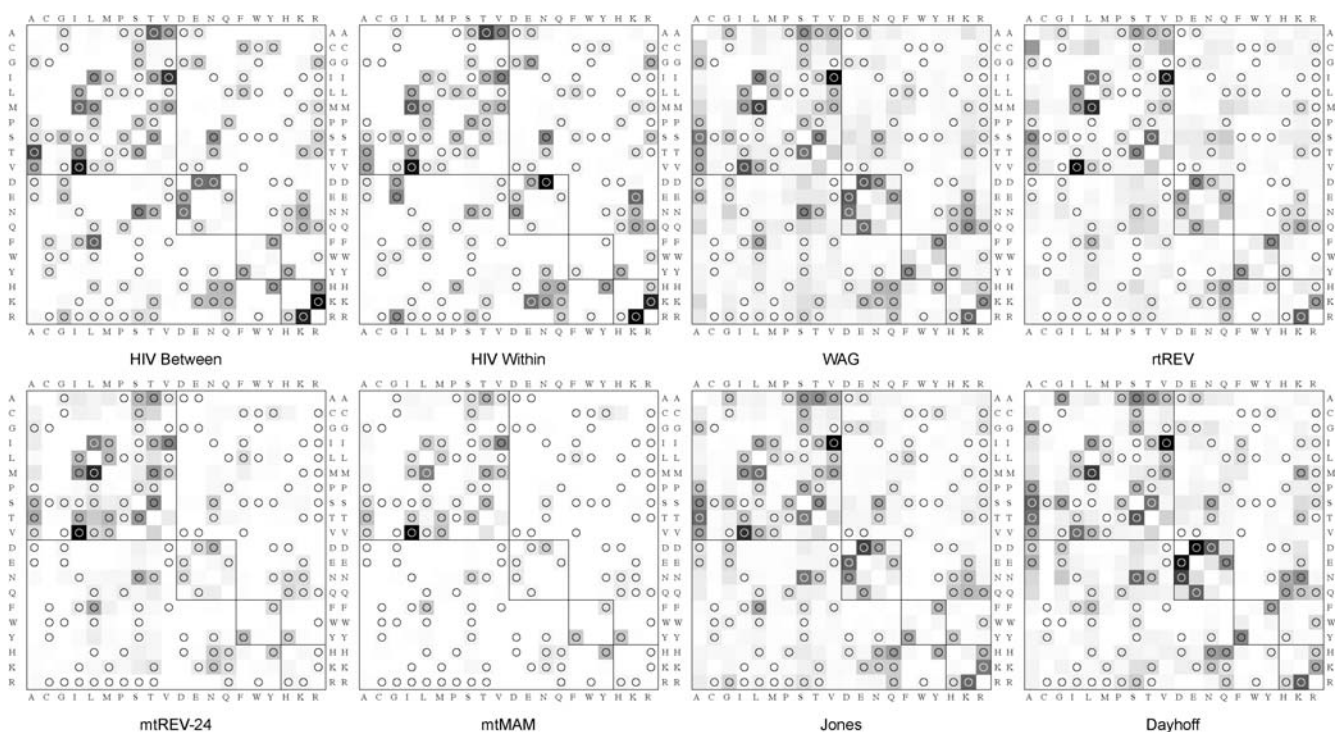 A C G I L M P S T V D E N Q F W Y H K R A C G I L M P S T V D E N Q F W Y H K R A C G I L M P S T V D E N Q F W Y H K R A C G I L M P S T V D E N Q F W Y H K R
A A A A A A A A
C C C C C C C C
G G G G G G G G
I I I I I I I I
L L L L L L L L
M M M M M M M M
P P P P P P P P
S S S S S S S S
T T T T T T T T
V V V V V V V V
D D D D D D D D
E E E E E E E E
N N N N N N N N
Q Q Q Q Q Q Q Q
F F F F F F F F
W W W W W W W W
Y Y Y Y Y Y Y Y
H H H H H H H H
K K K K K K K K
R R R R R R R R
A C G I L M P S T V D E N Q F W Y H K R A C G I L M P S T V D E N Q F W Y H K R A C G I L M P S T V D E N Q F W Y H K R A C G I L M P S T V D E N Q F W Y H K R
HIV Between HIV Within WAG rtREV
A C G I L M P S T V D E N Q F W Y H K R A C G I L M P S T V D E N Q F W Y H K R A C G I L M P S T V D E N Q F W Y H K R A C G I L M P S T V D E N Q F W Y H K R
A A A A A A A A
C C C C C C C C
G G G G G G G G
I I I I I I I I
L L L L L L L L
M M M M M M M M
P P P P P P P P
S S S S S S S S
T T T T T T T T
V V V V V V V V
D D D D D D D D
E E E E E E E E
N N N N N N N N
Q Q Q Q Q Q Q Q
F F F F F F F F
W W W W W W W W
Y Y Y Y Y Y Y Y
H H H H H H H H
K K K K K K K K
R R R R R R R R
A C G I L M P S T V D E N Q F W Y H K R A C G I L M P S T V D E N Q F W Y H K R A C G I L M P S T V D E N Q F W Y H K R A C G I L M P S T V D E N Q F W Y H K R
mtREV-24 mtMAM Jones Dayhoff